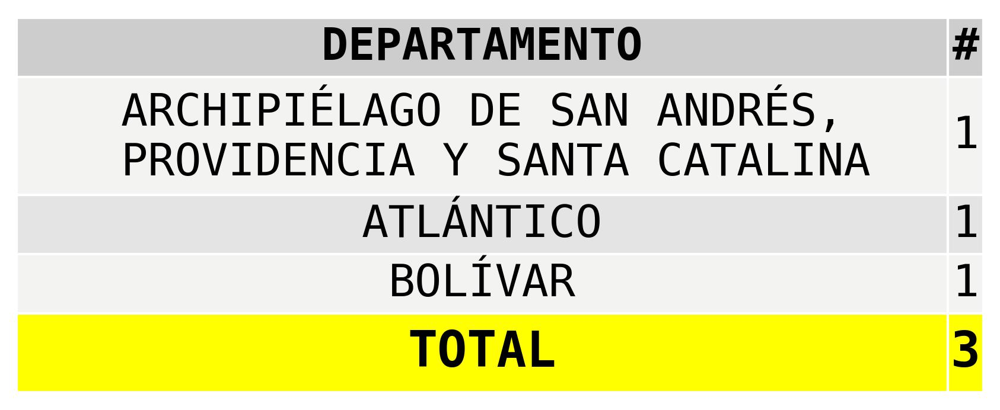 DEPARTAMENTO #
ARCHIPIÉLAGO DE SAN ANDRÉS,
PROVIDENCIA Y SANTA CATALINA 1
ATLÁNTICO 1
BOLÍVAR 1
TOTAL 3